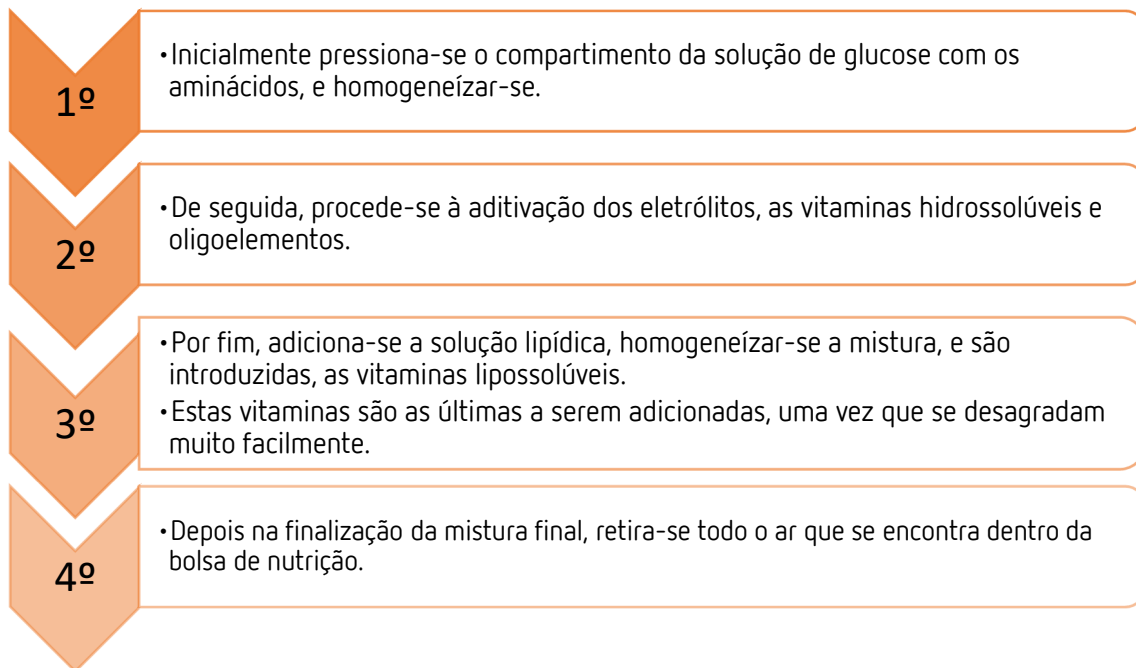 1º
•Inicialmente pressiona-se o compartimento da solução de glucose com os
aminácidos, e homogeneízar-se.
2º
•De seguida, procede-se à aditivação dos eletrólitos, as vitaminas hidrossolúveis e
oligoelementos.
3º
•Por fim, adiciona-se a solução lipídica, homogeneízar-se a mistura, e são
introduzidas, as vitaminas lipossolúveis.
•Estas vitaminas são as últimas a serem adicionadas, uma vez que se desagradam
muito facilmente.
4º
•Depois na finalização da mistura final, retira-se todo o ar que se encontra dentro da
bolsa de nutrição.